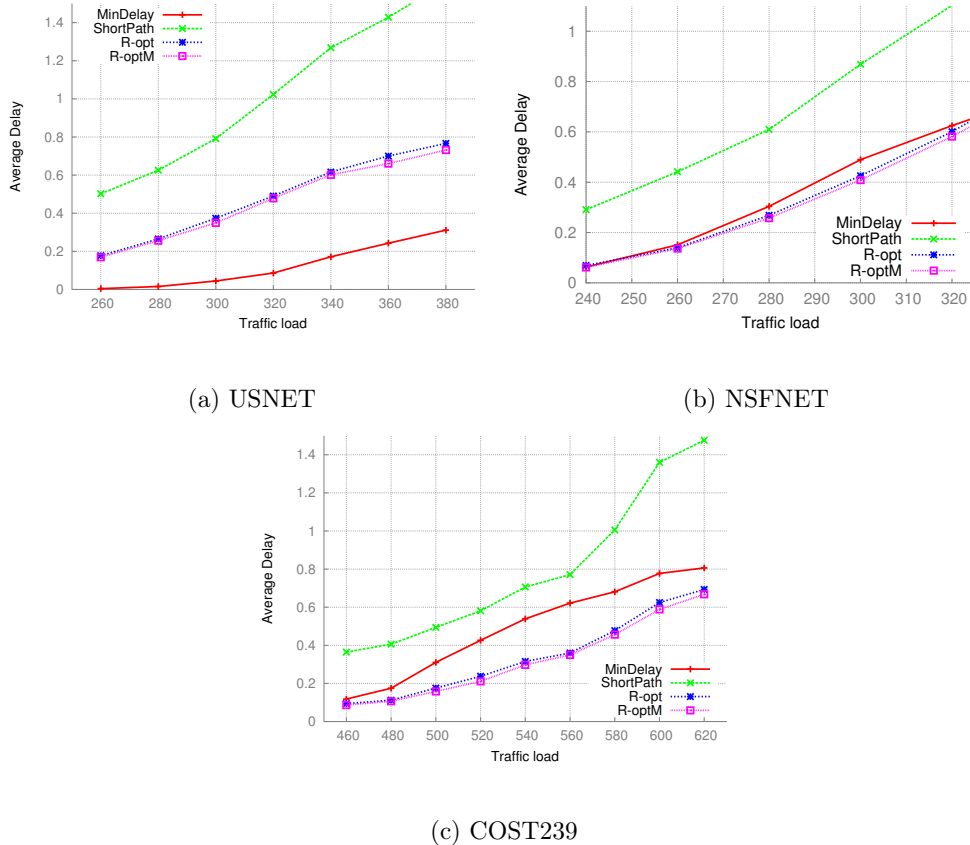 1.4
1.2
1
0.8
0.6
0.4
0.2
0
Average Delay
260 280 300 320 340 360 380
Traffic load
MinDelay
ShortPath
R-opt
R-optM
(a) USNET
1
0.8
0.6
0.4
0.2
0
Average Delay
240 250 260 270 280 290 300 310 320
Traffic load
MinDelay
ShortPath
R-opt
R-optM
(b) NSFNET
1.4
1.2
1
0.8
0.6
0.4
0.2
0
Average Delay
460 480 500 520 540 560 580 600 620
Traffic load
MinDelay
ShortPath
R-opt
R-optM
(c) COST239